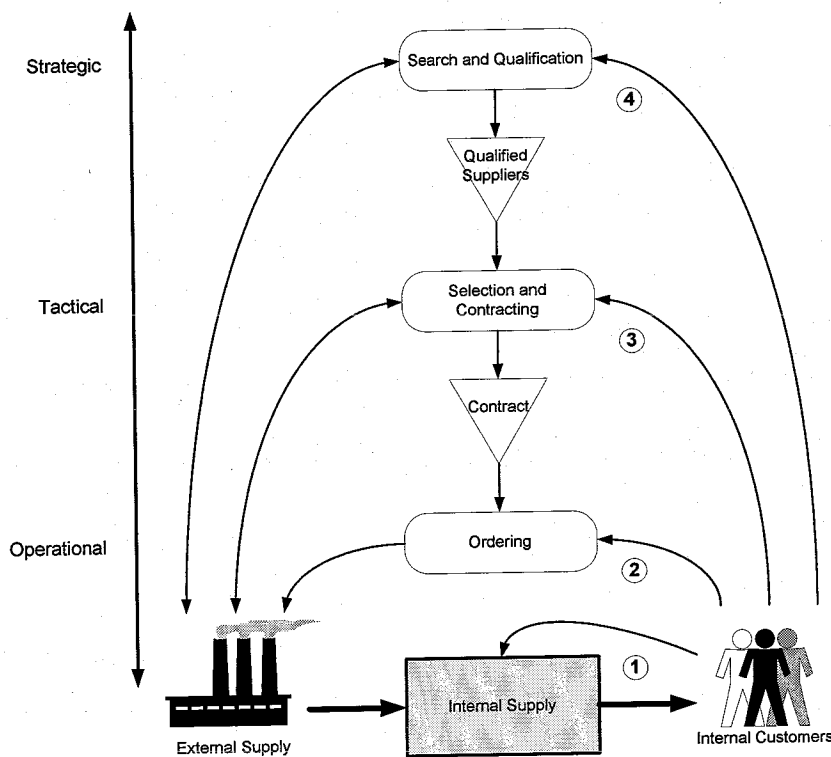 Strategic
Search and Qualification
4
Qualified
Suppliers
Tactical
Selection and
Contracting
3
Contract
Operational
Ordering
2
1
Internal Supply
External Supply
Internal Customers